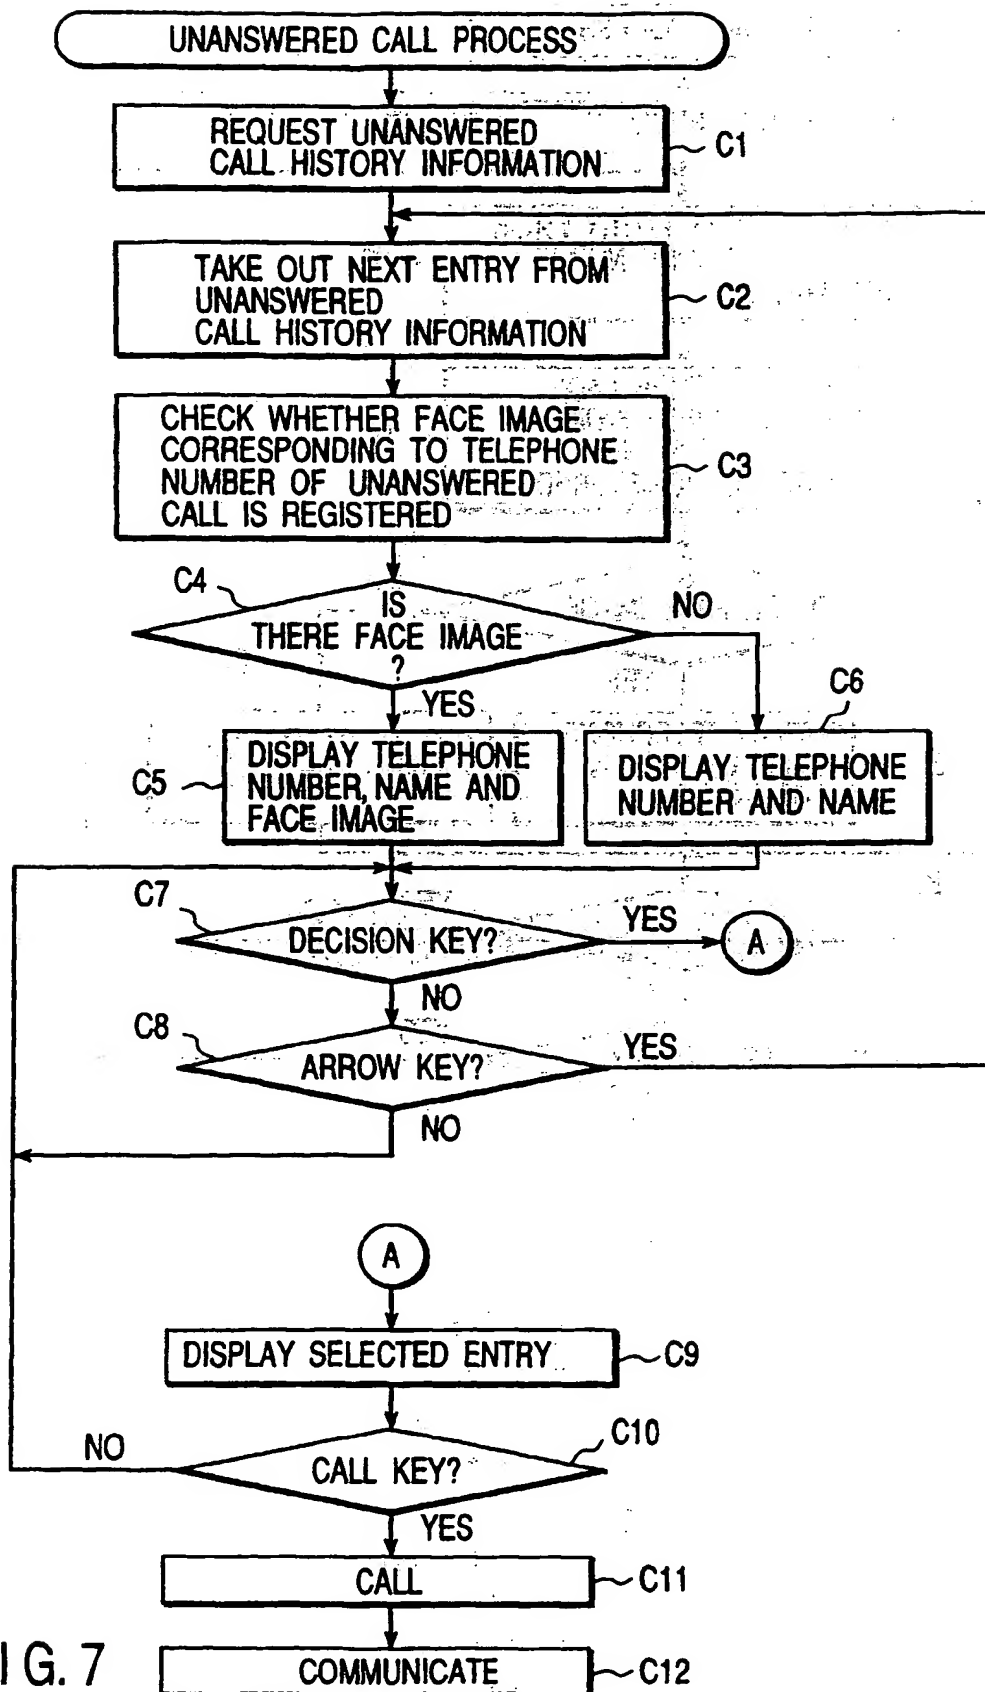 UNANSWERED CALL PROCESS
REQUEST UNANSWERED
CALL HISTORY INFORMATION
C1
TAKE OUT NEXT ENTRY FROM
UNANSWERED
CALL HISTORY INFORMATION
C2
CHECK WHETHER FACE IMAGE
CORRESPONDING TO TELEPHONE
NUMBER OF UNANSWERED
CALL IS REGISTERED
C3
C4
IS
THERE FACE IMAGE
?
NO
YES
C6
C5
DISPLAY TELEPHONE
NUMBER, NAME AND
FACE IMAGE
DISPLAY TELEPHONE
NUMBER AND NAME
C7
DECISION KEY?
YES
A
NO
C8
ARROW KEY?
YES
NO
A
DISPLAY SELECTED ENTRY
C9
C10
NO
CALL KEY?
YES
CALL
C11
COMMUNICATE
C12
IG. 7